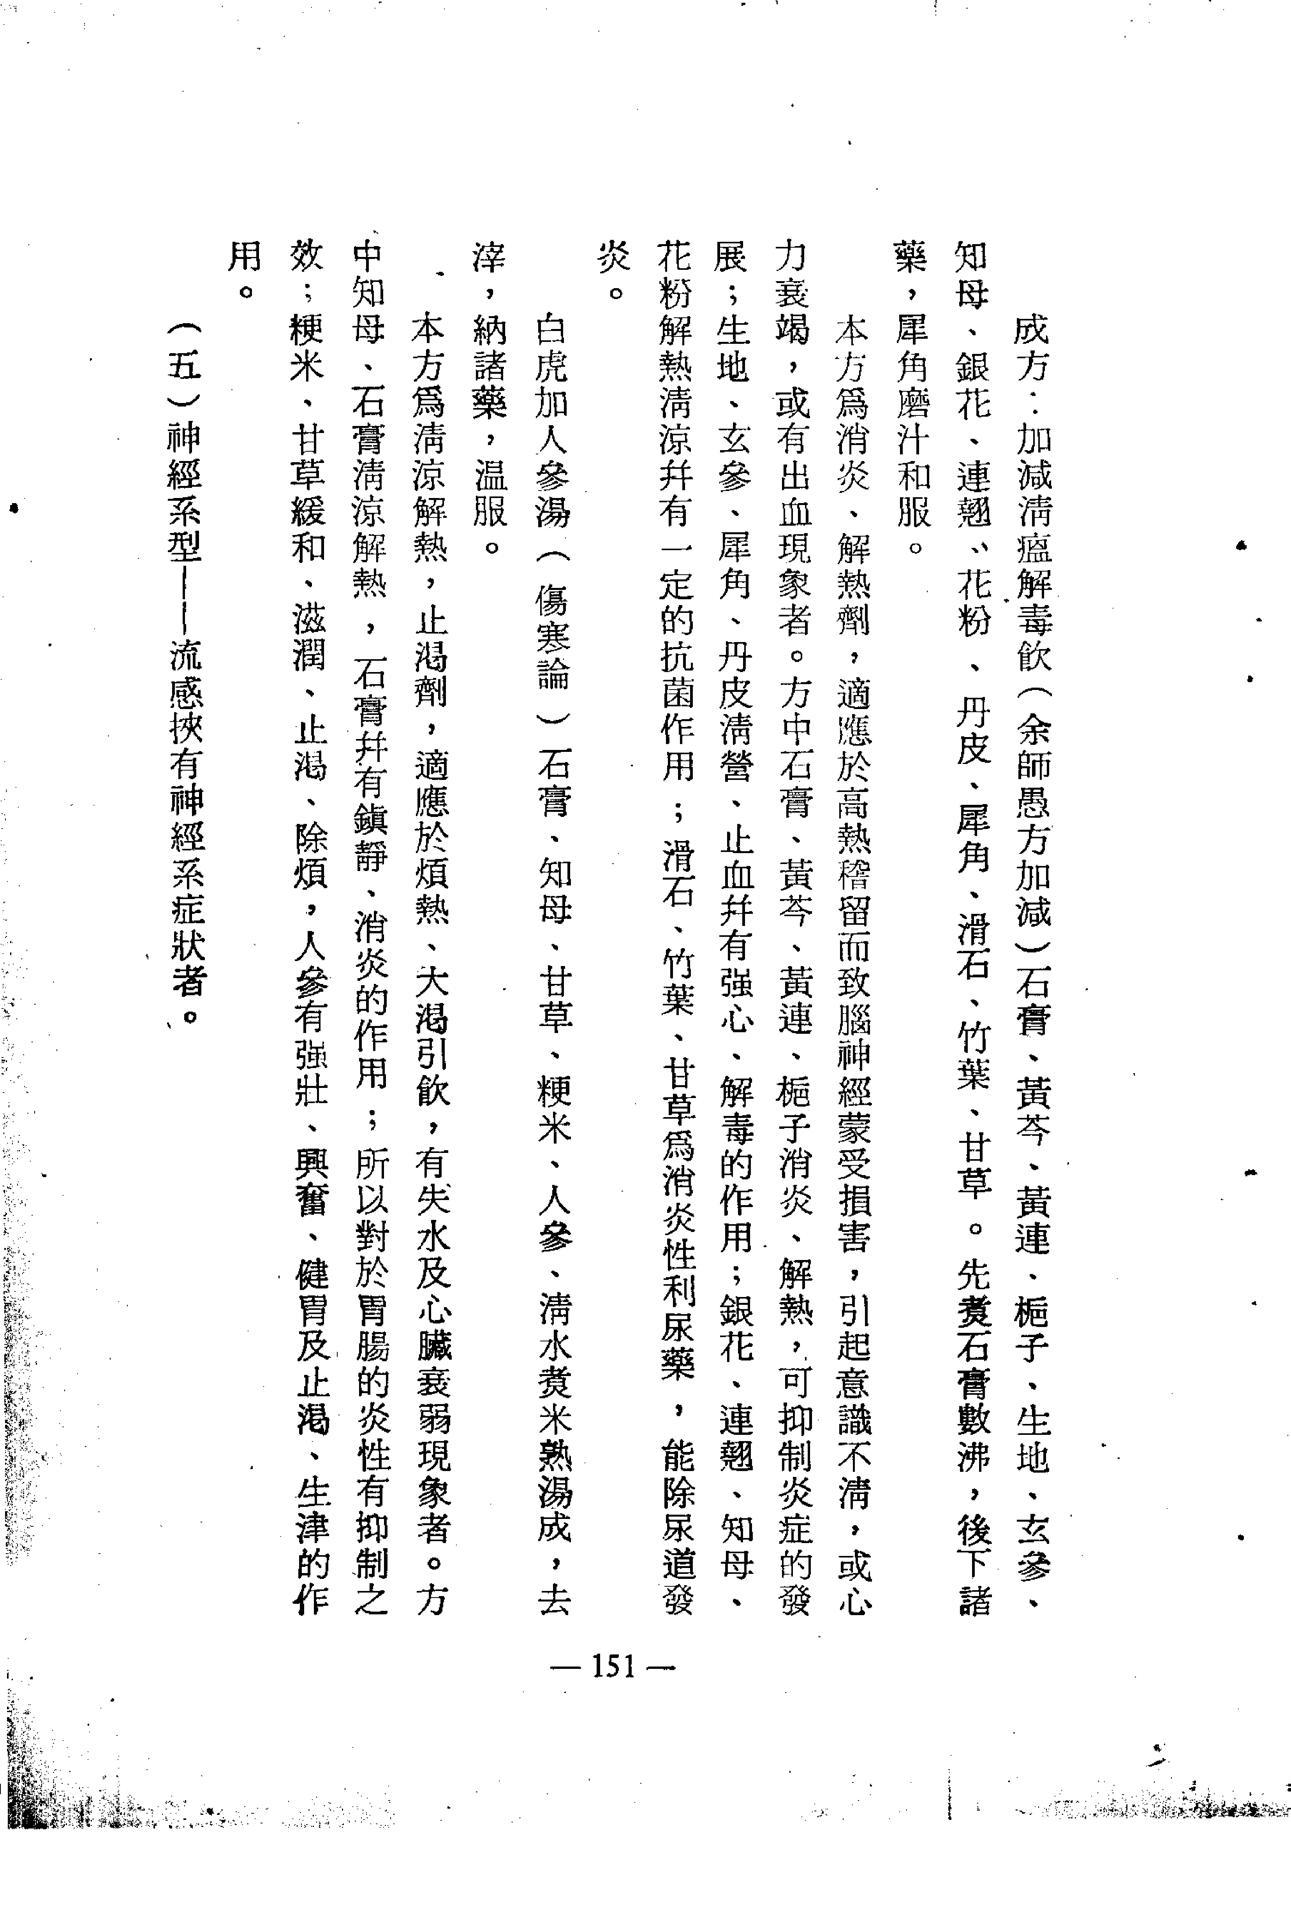 成方：加減淸瘟解毒飮（余師愚方加減）石膏、黃芩、黃連、梔子、生地、玄參、
知母、銀花、連翹、花粉、丹皮、犀角、滑石、竹葉、甘草。先煑石膏數沸，後下諸
藥，犀角磨汁和服。
本方爲消炎、解熱劑，適應於高熱稽留而致腦神經蒙受損害，引起意識不淸，或心
力衰竭，或有出血現象者。方中石膏、黃芩、黃連、梔子消炎、解熱，可抑制炎症的發
展；生地、玄參、犀角、丹皮淸營、止血幷有强心、解毒的作用；銀花、連翹、知母、
花粉解熱淸涼幷有一定的抗菌作用；滑石、竹葉、甘草爲消炎性利尿藥，能除尿道發
炎。
白虎加人參湯（傷寒論）石膏、知母、甘草、粳米、人參、淸水煑米熟湯成，去
滓，納諸藥，温服。
本方爲淸涼解熱，止渴劑，適應於煩熱、大渴引飮，有失水及心臟衰弱現象者。方
中知母、石膏淸涼解熱，石膏幷有鎭靜、消炎的作用；所以對於胃腸的炎性有抑制之
效；粳米、甘草緩和、滋潤、止渴、除煩，人參有强壯、興奮、健胃及止渴、生津的作
用。
（五）神經系型——流感挾有神經系症狀者。
— 151 —